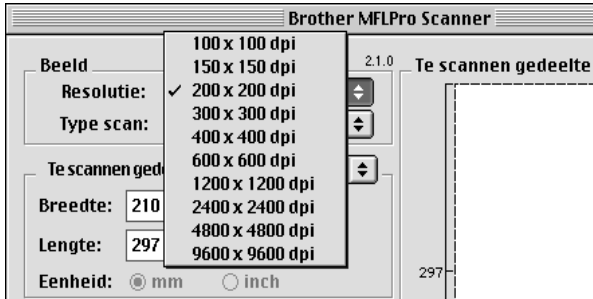 Brother MFLPro Scanner
Beeld
2.1.0
Resolutie:
Type scan:
100 x 100 dpi
150 x 150 dpi
✓ 200 x 200 dpi
300 x 300 dpi
400 x 400 dpi
600 x 600 dpi
1200 x 1200 dpi
2400 x 2400 dpi
4800 x 4800 dpi
9600 x 9600 dpi
Te scannen gedeelte
Te scannen
Breedte: 210
Lengte: 297
Eenheid: mm inch
297